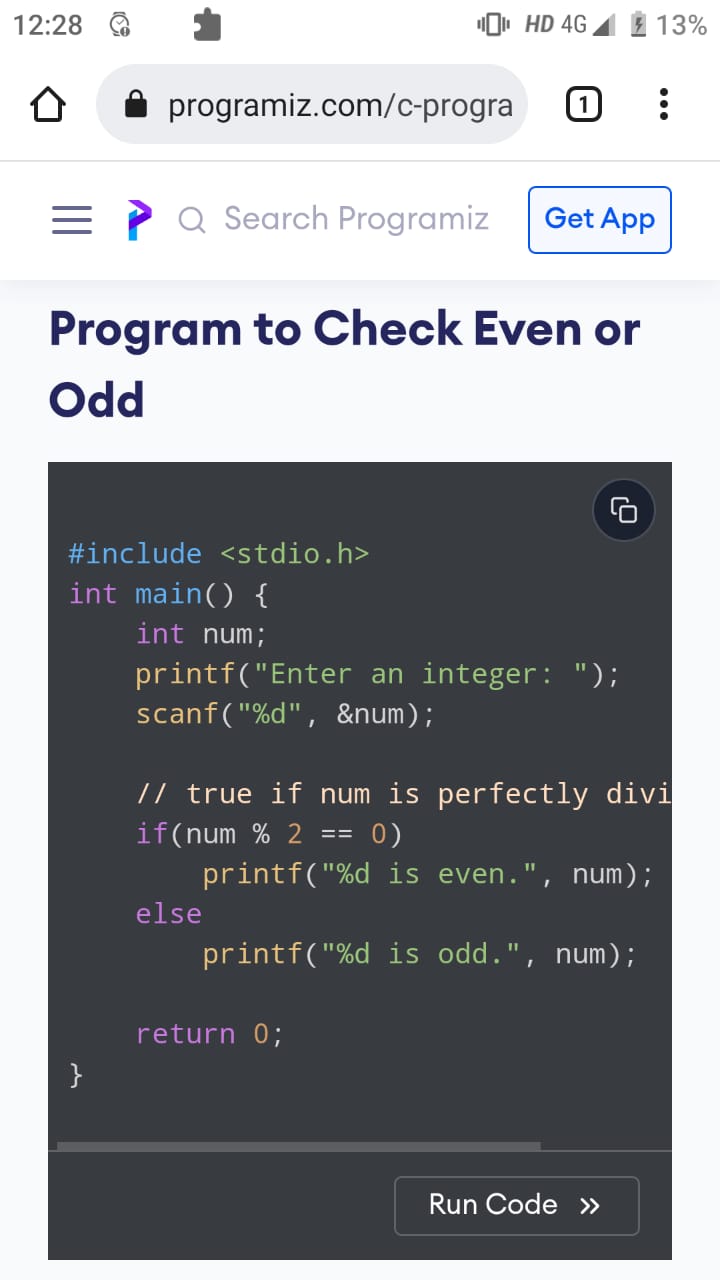 12:28 HD 4G 13%
programiz.com/c-progra 1
Search Programiz Get App
Program to Check Even or
Odd
#include <stdio.h>
int main() {
    int num;
    printf("Enter an integer: ");
    scanf("%d", &num);

    // true if num is perfectly divi
    if(num % 2 == 0)
        printf("%d is even.", num);
    else
        printf("%d is odd.", num);

    return 0;
}
Run Code »